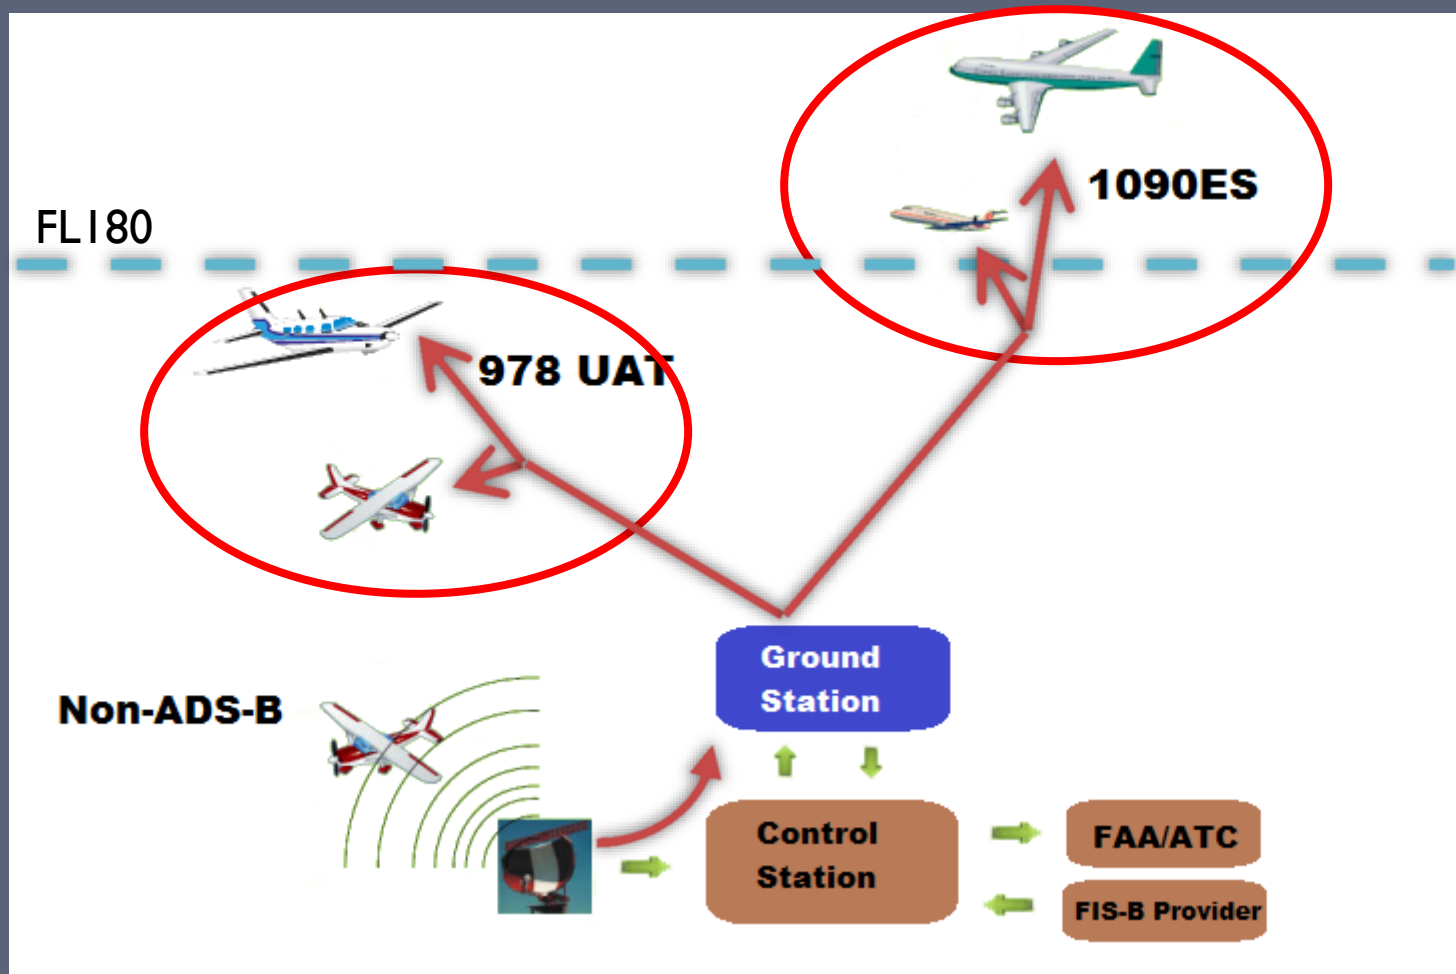 1090ES
FL180
978 UAT
Ground
Station
Non-ADS-B
Control
Station
FAA/ATC
FIS-B Provider